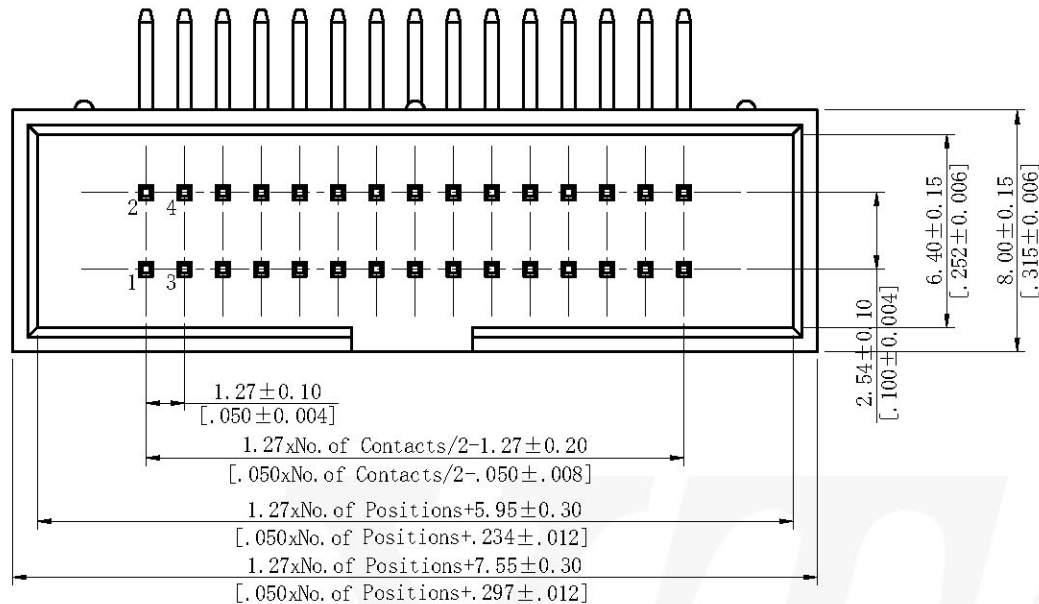 2 4
1 3
6.40±0.15
[.252±0.006]
8.00±0.15
[.315±0.006]
2.54±0.10
[.100±0.004]
1.27±0.10
[.050±0.004]
1.27xNo.of Contacts/2-1.27±0.20
[.050xNo.of Contacts/2-.050±.008]
1.27xNo.of Positions+5.95±0.30
[.050xNo.of Positions+.234±.012]
1.27xNo.of Positions+7.55±0.30
[.050xNo.of Positions+.297±.012]